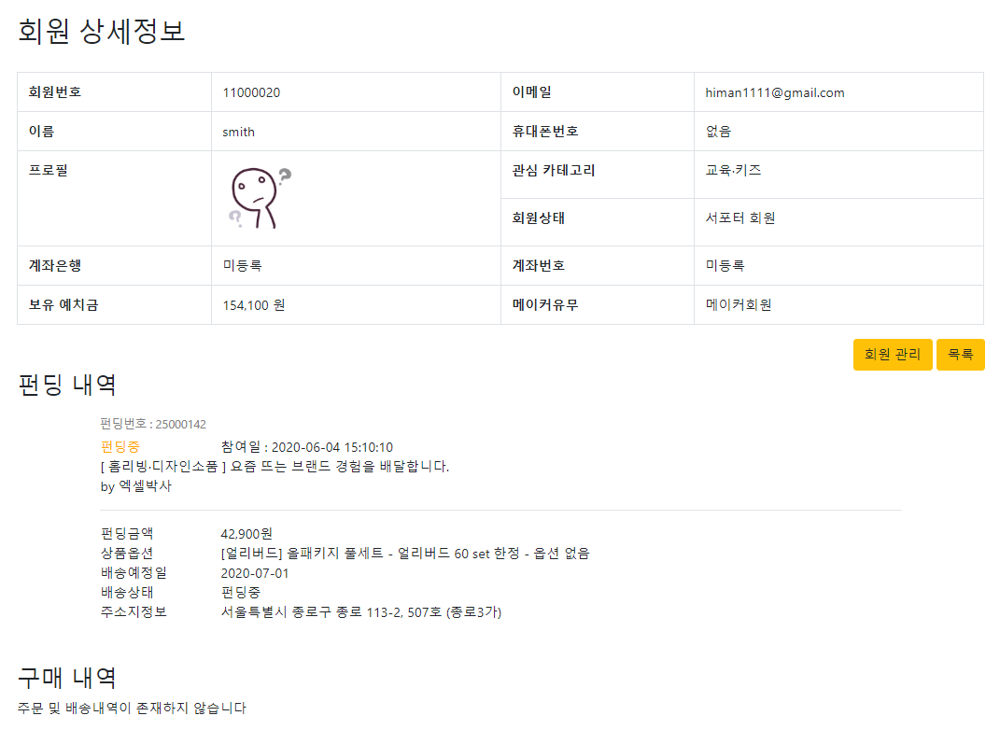 회원 상세정보
회원번호 11000020 이메일 himan1111@gmail.com
이름 smith 휴대폰번호 없음
프로필 ? ? 관심 카테고리 교육·키즈
회원상태 서포터 회원
계좌은행 미등록 계좌번호 미등록
보유 예치금 154,100 원 메이커유무 메이커회원
회원 관리 목록
펀딩 내역
펀딩번호 : 25000142
펀딩중 참여일 : 2020-06-04 15:10:10
[ 홈리빙·디자인소품 ] 요즘 뜨는 브랜드 경험을 배달합니다.
by 엑셀박사
펀딩금액 42,900원
상품옵션 [얼리버드] 올패키지 풀세트 - 얼리버드 60 set 한정 - 옵션 없음
배송예정일 2020-07-01
배송상태 펀딩중
주소지정보 서울특별시 종로구 종로 113-2, 507호 (종로3가)
구매 내역
주문 및 배송내역이 존재하지 않습니다